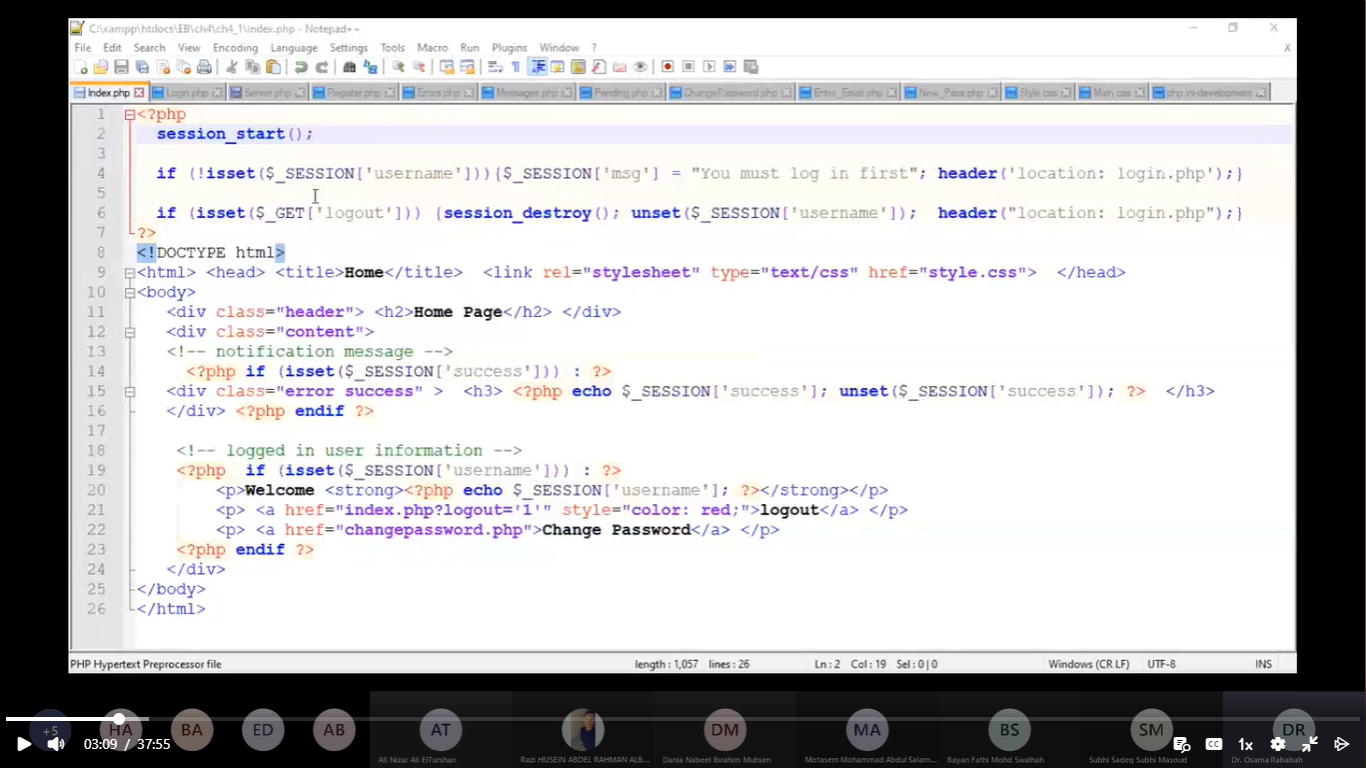 C:\xampp\htdocs\EB\ch4\ch4_1\Index.php - Notepad++
File Edit Search View Encoding Language Settings Tools Macro Run Plugins Window ? X
Index.php Login.php Server.php Register.php Errors.php Messages.php Pending.php ChangePassword.php Enter_Email.php New_Pass.php Style.css Main.css php.ini-development
1 <?php
2 session_start();
3
4 if (!isset($_SESSION['username'])){$_SESSION['msg'] = "You must log in first"; header('location: login.php');}
5
6 if (isset($_GET['logout'])) {session_destroy(); unset($_SESSION['username']); header("location: login.php");}
7 ?>
8 <!DOCTYPE html>
9 <html> <head> <title>Home</title> <link rel="stylesheet" type="text/css" href="style.css"> </head>
10 <body>
11 <div class="header"> <h2>Home Page</h2> </div>
12 <div class="content">
13 <!-- notification message -->
14 <?php if (isset($_SESSION['success'])) : ?>
15 <div class="error success" > <h3> <?php echo $_SESSION['success']; unset($_SESSION['success']); ?> </h3>
16 </div> <?php endif ?>
17
18 <!-- logged in user information -->
19 <?php if (isset($_SESSION['username'])) : ?>
20 <p>Welcome <strong><?php echo $_SESSION['username']; ?></strong></p>
21 <p> <a href="index.php?logout='1'" style="color: red;">logout</a> </p>
22 <p> <a href="changepassword.php">Change Password</a> </p>
23 <?php endif ?>
24 </div>
25 </body>
26 </html>
PHP Hypertext Preprocessor file length : 1,057 lines : 26 Ln : 2 Col : 19 Sel : 0 | 0 Windows (CR LF) UTF-8 INS
+5 HA BA ED AB AT DM MA BS SM DR
03:09 / 37:55 CC 1x
Ali Nizar Ali ElTurshan Razi HUSEIN ABDEL RAHMAN ALB... Dania Nabeel Ibrahim Muhsen Motasem Mohammad Abdul Salam... Bayan Fathi Mohd Swalhah Subhi Sadeq Subhi Masoud Dr. Osama Rababah